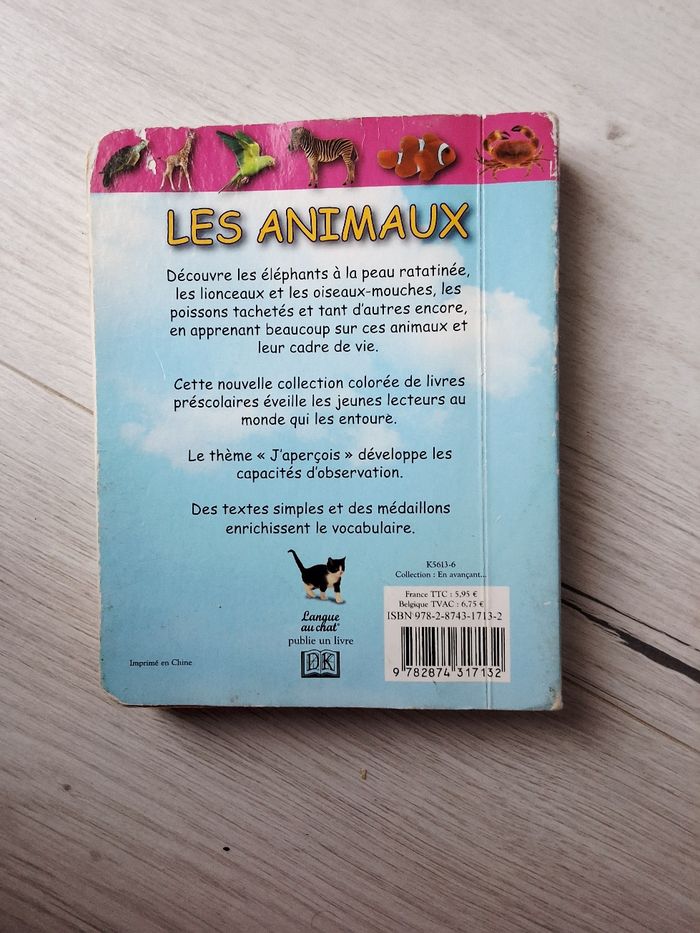 LES ANIMAUX
Découvre les éléphants à la peau ratatinée,
les lionceaux et les oiseaux-mouches, les
poissons tachetés et tant d'autres encore,
en apprenant beaucoup sur ces animaux et
leur cadre de vie.
Cette nouvelle collection colorée de livres
préscolaires éveille les jeunes lecteurs au
monde qui les entoure.
Le thème « J'aperçois » développe les
capacités d'observation.
Des textes simples et des médaillons
enrichissent le vocabulaire.
K5613-6
Collection : En avançant...
France TTC : 5,95 €
Belgique TVAC : 6,75 €
ISBN 978-2-8743-1713-2
9 782874 317132
Langue
au chat®
publie un livre
DK
Imprimé en Chine